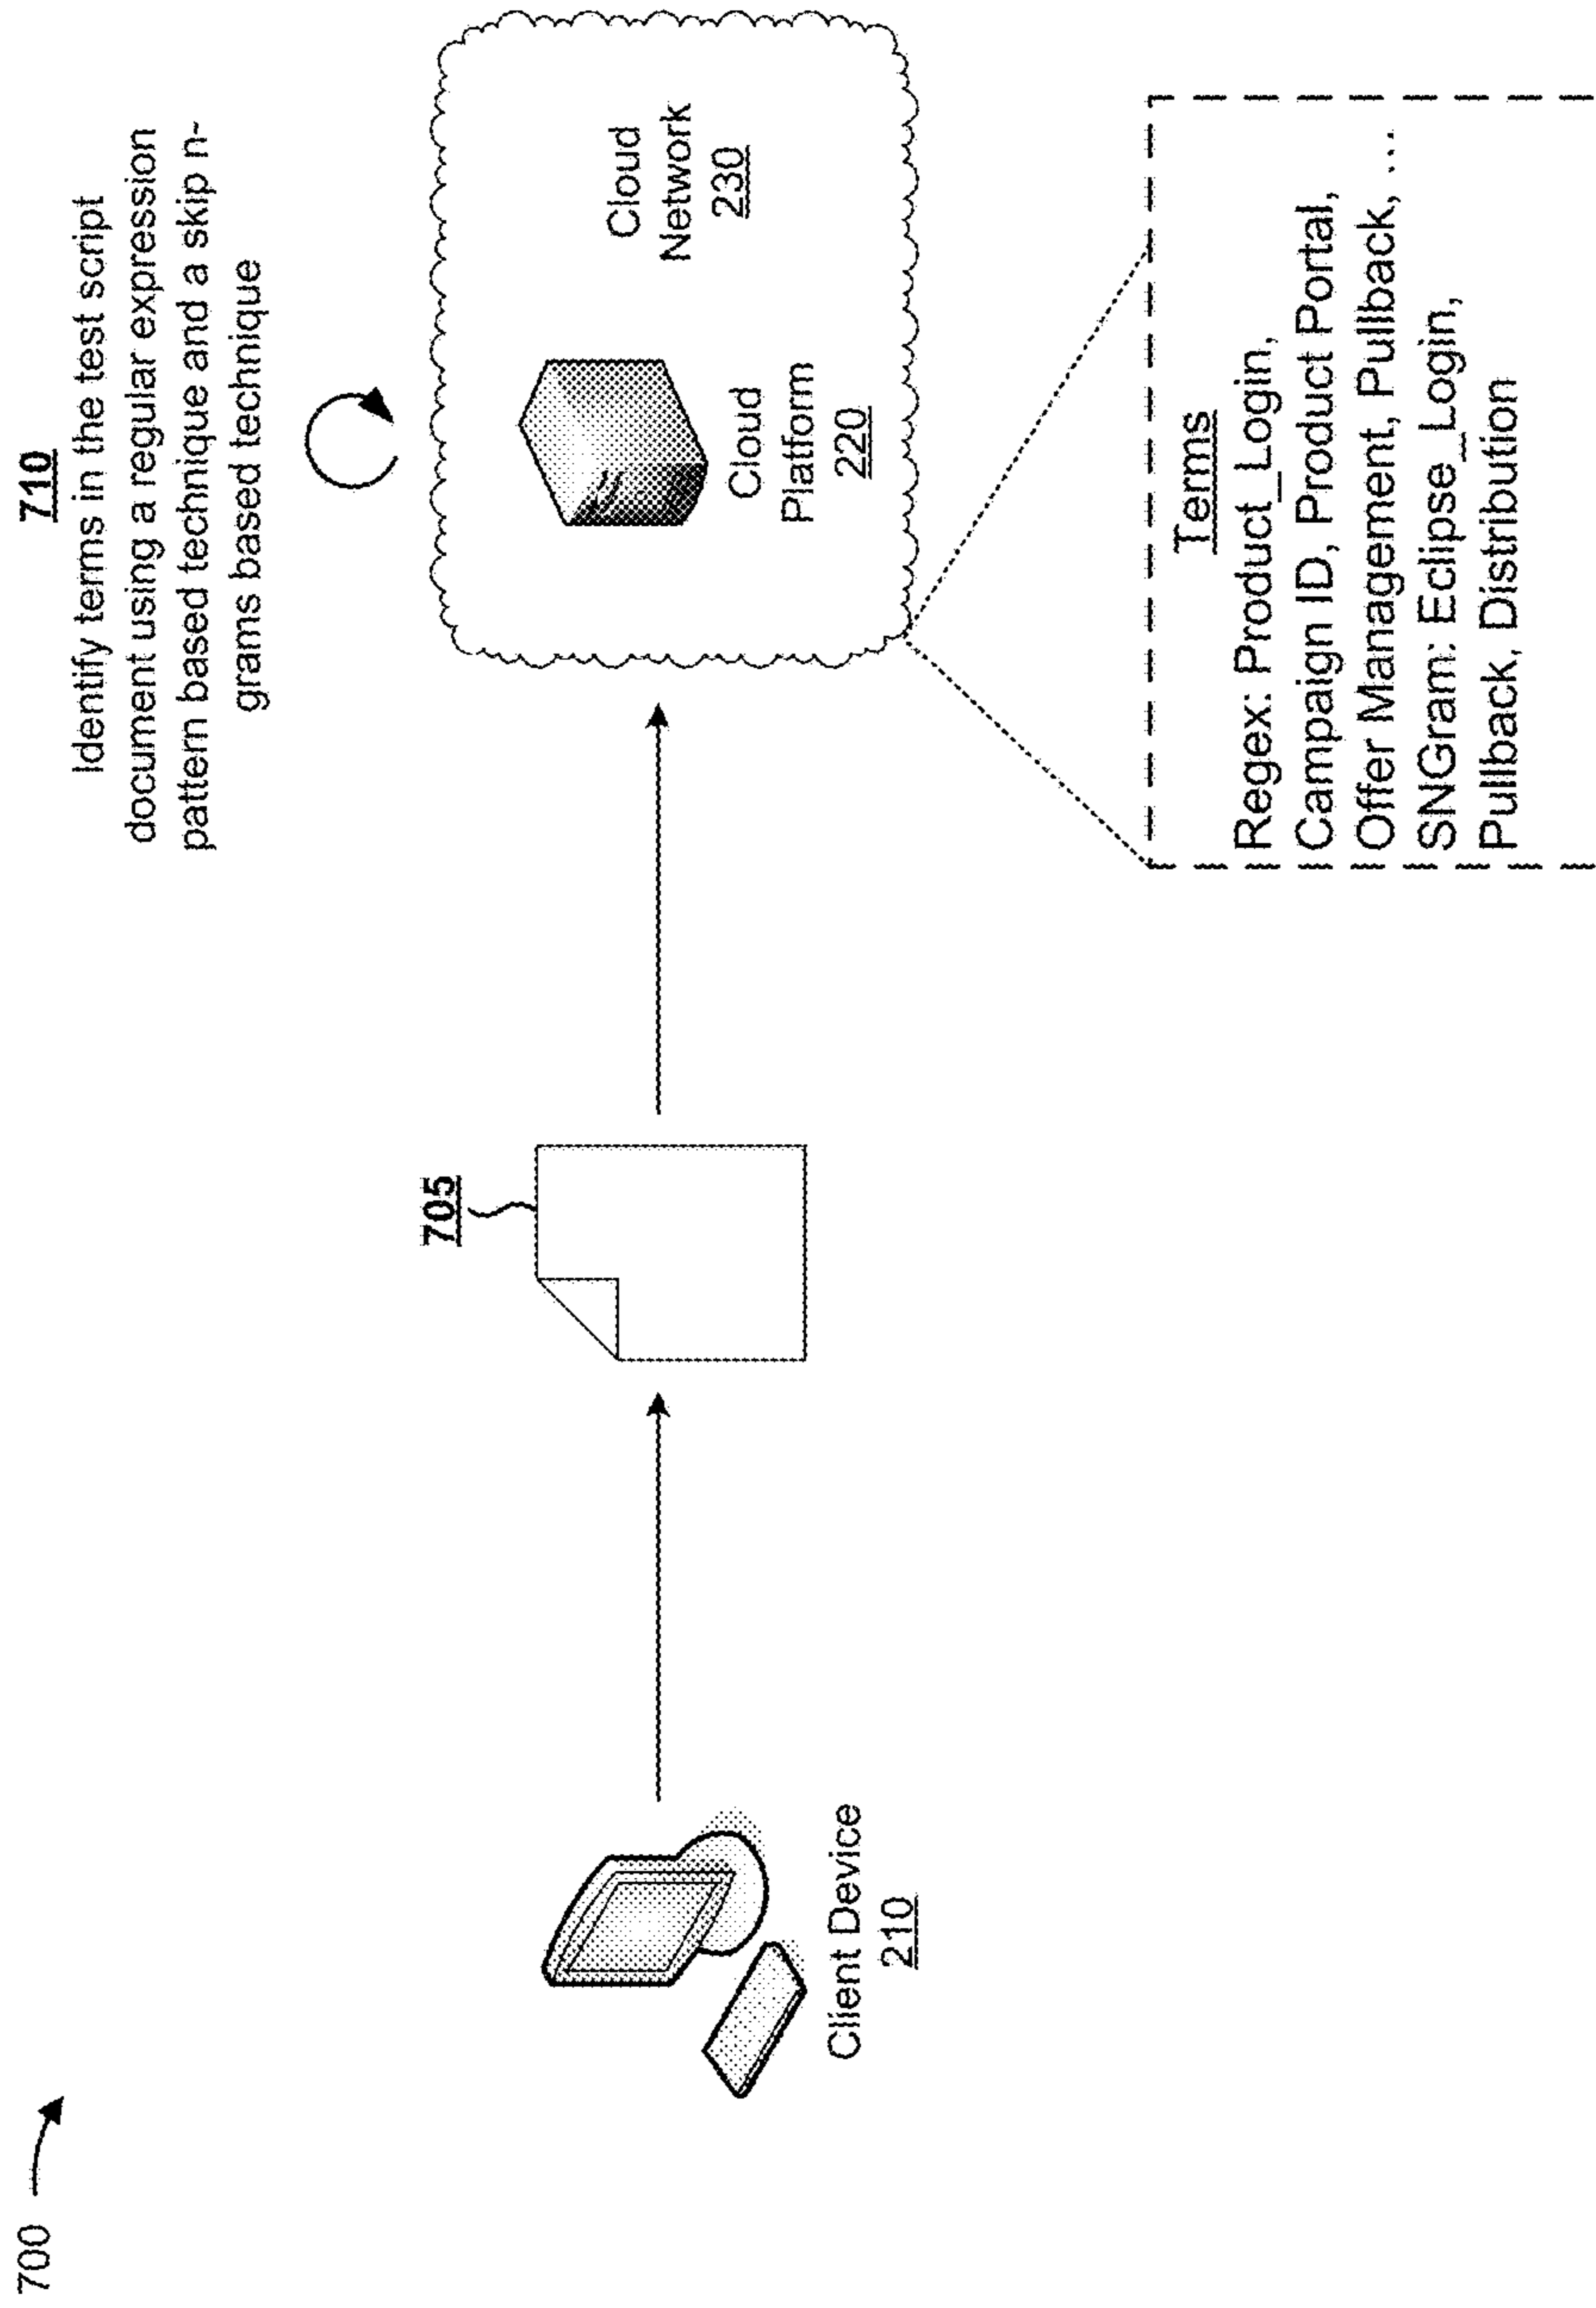 700
710
Identify terms in the test script
document using a regular expression
pattern based technique and a skip n-
grams based technique
705
Client Device
210
Cloud
Platform
220
Cloud
Network
230
Terms
Regex: Product_Login,
Campaign ID, Product Portal,
Offer Management, Pullback, ...
SNGram: Eclipse_Login,
Pullback, Distribution